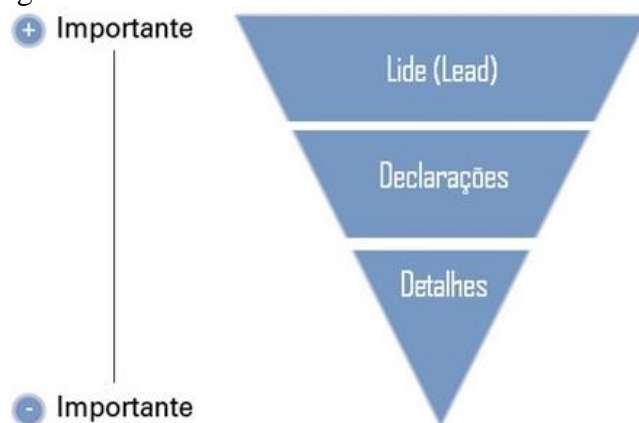 + Importante
Lide (Lead)
Declarações
Detalhes
- Importante